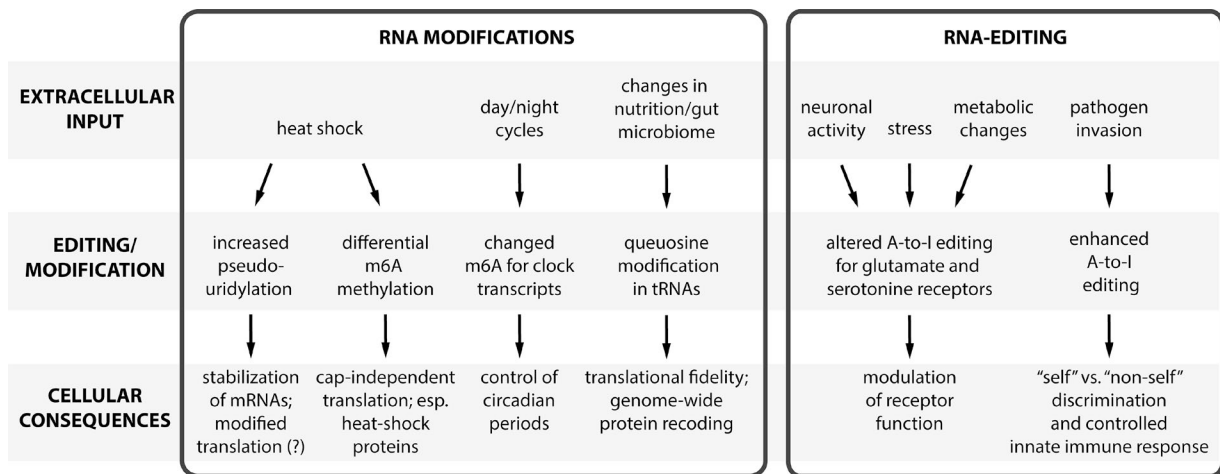 RNA MODIFICATIONS
RNA-EDITING
EXTRACELLULAR
INPUT
heat shock
day/night
cycles
changes in
nutrition/gut
microbiome
neuronal
activity
stress
metabolic
changes
pathogen
invasion
EDITING/
MODIFICATION
increased
pseudo-
uridylation
differential
m6A
methylation
changed
m6A for clock
transcripts
queuosine
modification
in tRNAs
altered A-to-I editing
for glutamate and
serotonine receptors
enhanced
A-to-I
editing
CELLULAR
CONSEQUENCES
stabilization
of mRNAs;
modified
translation (?)
cap-independent
translation; esp.
heat-shock
proteins
control of
circadian
periods
translational fidelity;
genome-wide
protein recoding
modulation
of receptor
function
“self” vs. “non-self”
discrimination
and controlled
innate immune response